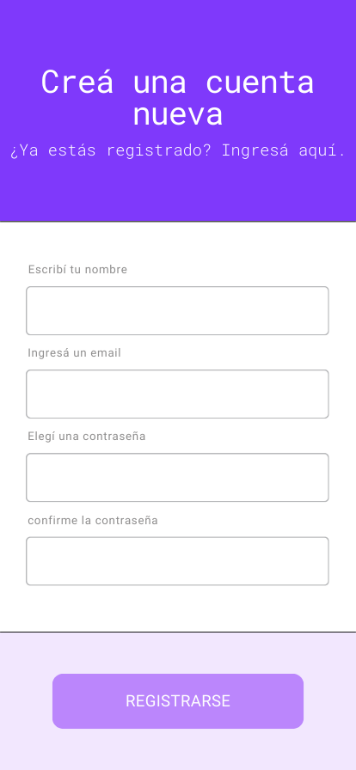 Creá una cuenta
nueva
¿Ya estás registrado? Ingresá aquí.
Escribí tu nombre
Ingresá un email
Elegí una contraseña
confirme la contraseña
REGISTRARSE